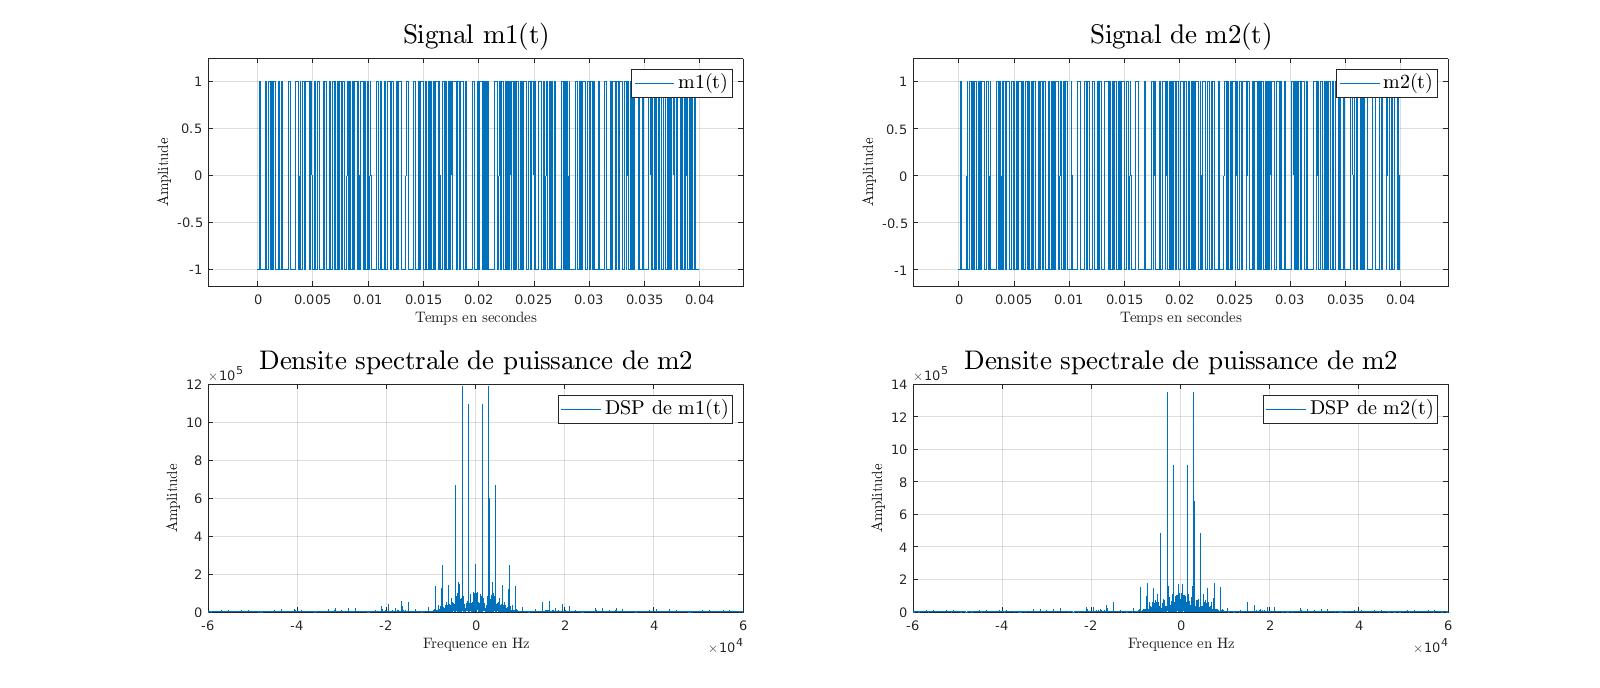 Signal m1(t)
m1(t)
1
0.5
0
-0.5
-1
Amplitude
0 0.005 0.01 0.015 0.02 0.025 0.03 0.035 0.04
Temps en secondes
Signal de m2(t)
m2(t)
1
0.5
0
-0.5
-1
Amplitude
0 0.005 0.01 0.015 0.02 0.025 0.03 0.035 0.04
Temps en secondes
Densite spectrale de puissance de m2
×10^5
DSP de m1(t)
12
10
8
6
4
2
0
Amplitude
-6 -4 -2 0 2 4 6
Frequence en Hz
×10^4
Densite spectrale de puissance de m2
×10^5
DSP de m2(t)
14
12
10
8
6
4
2
0
Amplitude
-6 -4 -2 0 2 4 6
Frequence en Hz
×10^4